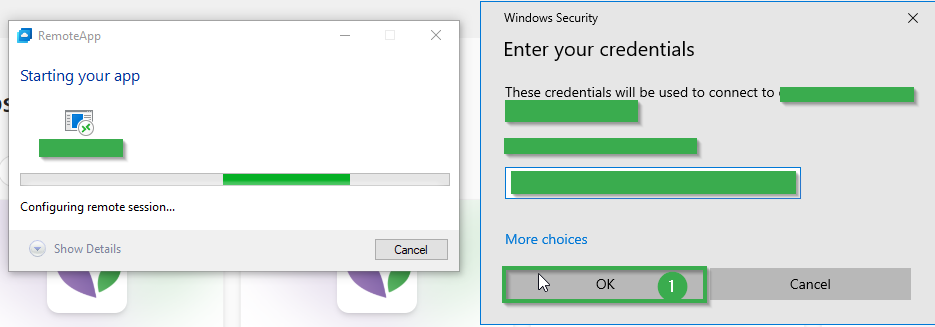 RemoteApp
Starting your app
Configuring remote session...
Show Details
Cancel
Windows Security
Enter your credentials
These credentials will be used to connect to
More choices
OK
1
Cancel